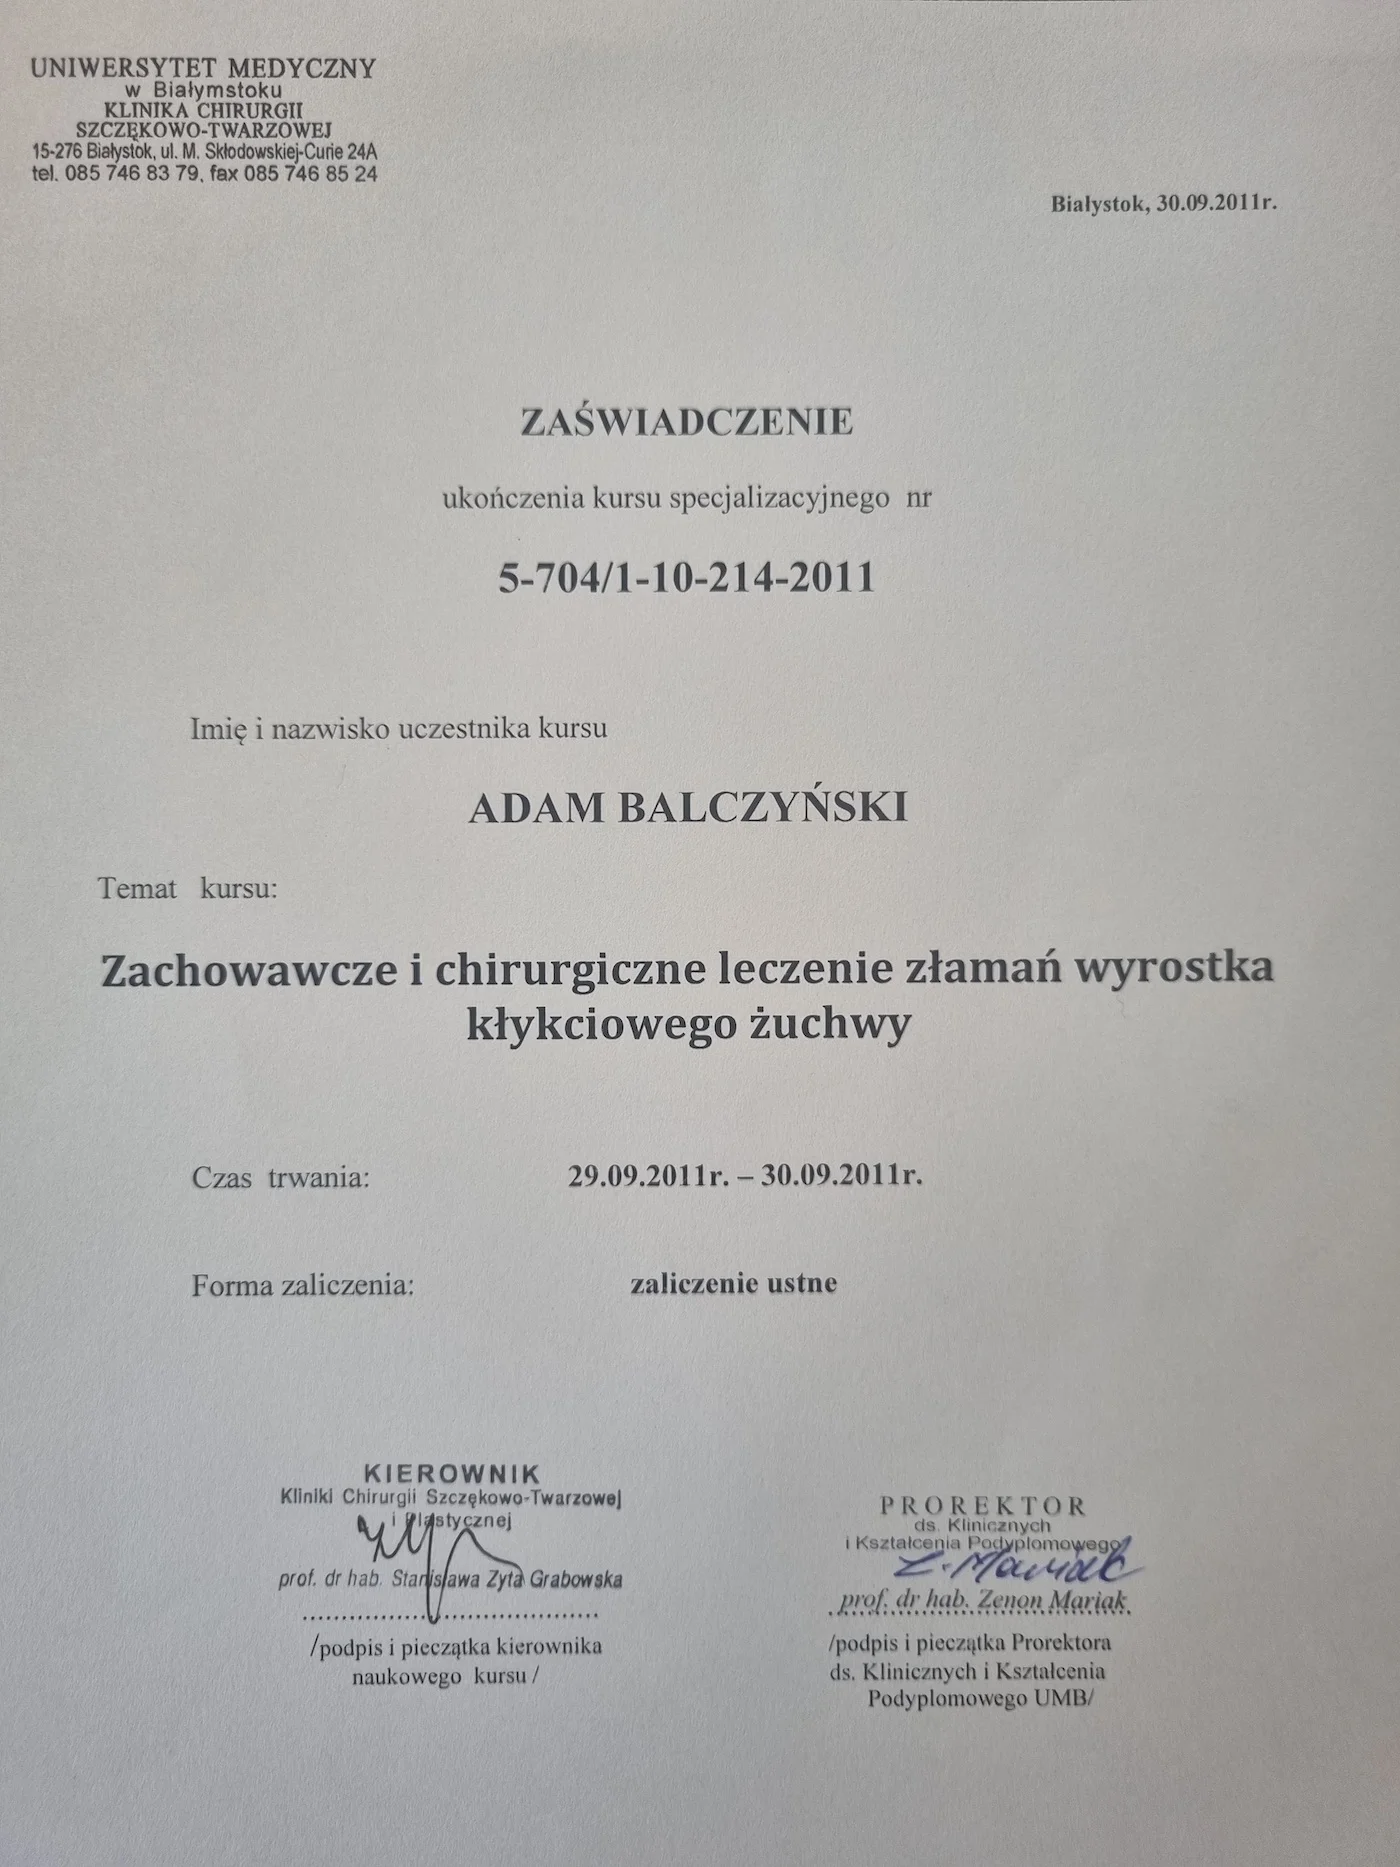 UNIWERSYTET MEDYCZNY
w Białymstoku
KLINIKA CHIRURGII
SZCZĘKOWO-TWARZOWEJ
15-276 Białystok, ul. M. Skłodowskiej-Curie 24A
tel. 085 746 83 79, fax 085 746 85 24
Białystok, 30.09.2011r.
ZAŚWIADCZENIE
ukończenia kursu specjalizacyjnego nr
5-704/1-10-214-2011
Imię i nazwisko uczestnika kursu
ADAM BALCZYŃSKI
Temat kursu:
Zachowawcze i chirurgiczne leczenie złamań wyrostka
kłykciowego żuchwy
Czas trwania: 29.09.2011r. – 30.09.2011r.
Forma zaliczenia: zaliczenie ustne
KIEROWNIK
Kliniki Chirurgii Szczękowo-Twarzowej
i Plastycznej
prof. dr hab. Stanisława Zyta Grabowska
/podpis i pieczątka kierownika
naukowego kursu /
PROREKTOR
ds. Klinicznych
i Kształcenia Podyplomowego
Z. Mariak
prof. dr hab. Zenon Mariak
/podpis i pieczątka Prorektora
ds. Klinicznych i Kształcenia
Podyplomowego UMB/